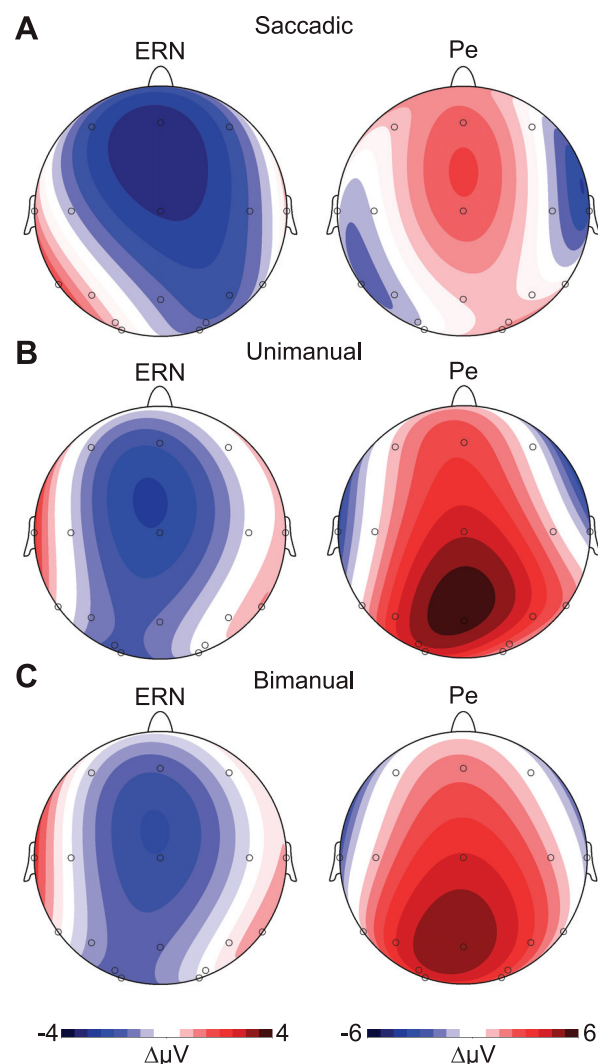 A Saccadic
ERN Pe
B Unimanual
ERN Pe
C Bimanual
ERN Pe
-4 4 -6 6
ΔμV ΔμV